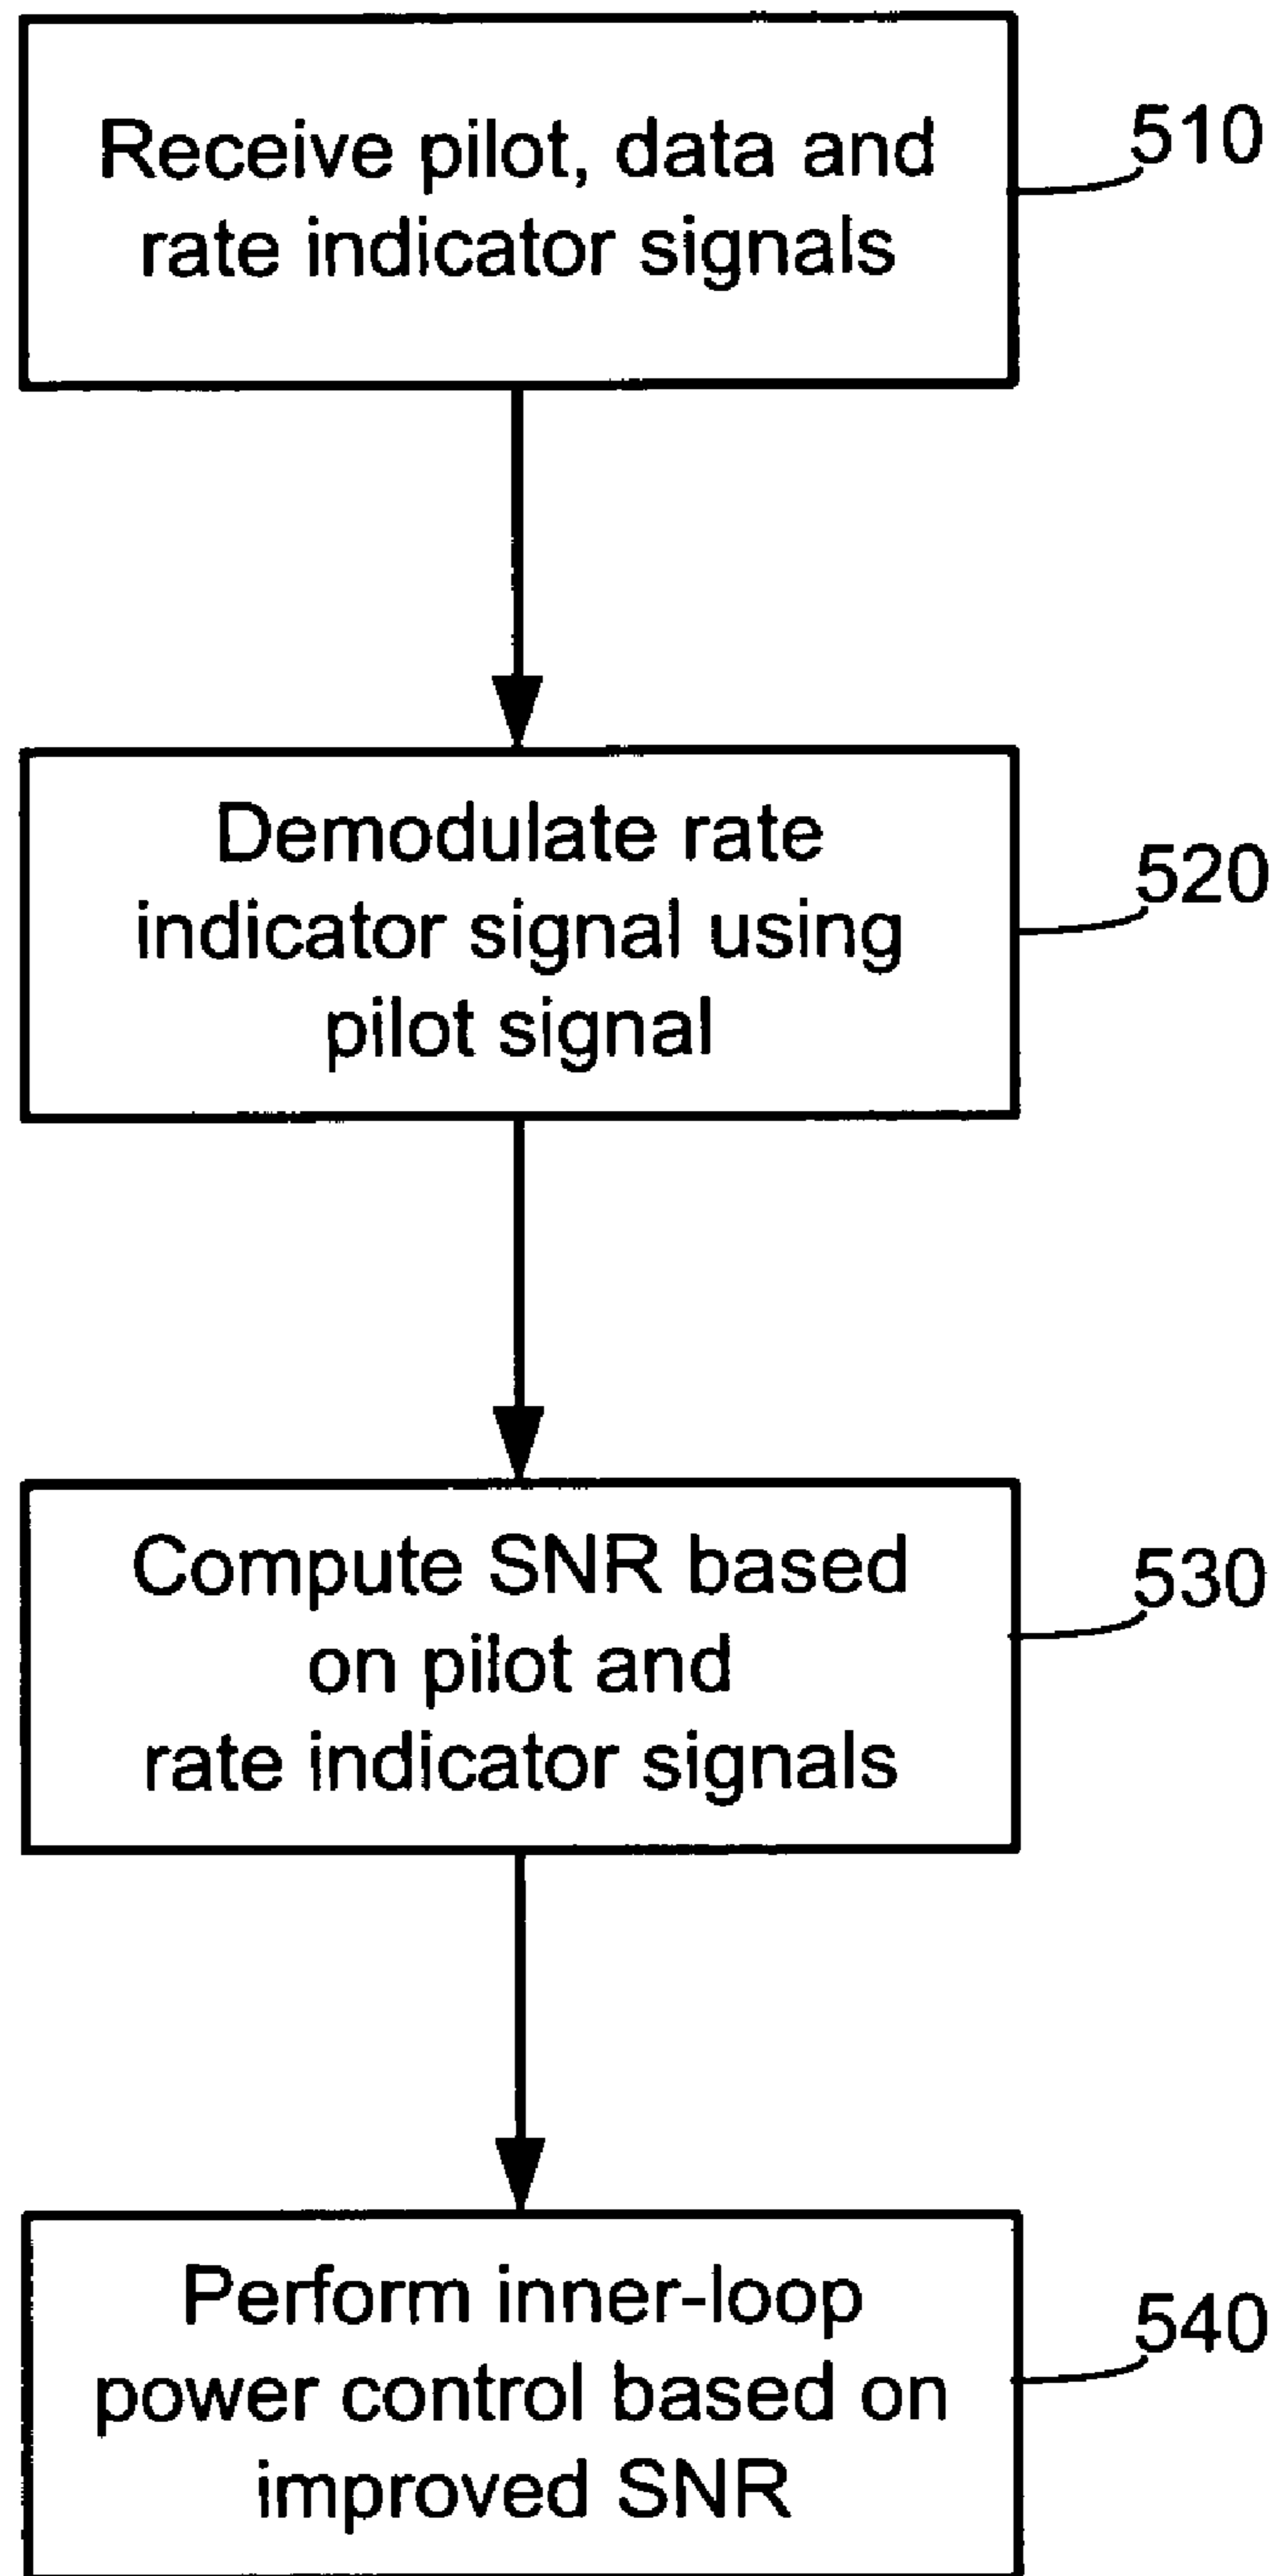 Receive pilot, data and
rate indicator signals
510
Demodulate rate
indicator signal using
pilot signal
520
Compute SNR based
on pilot and
rate indicator signals
530
Perform inner-loop
power control based on
improved SNR
540